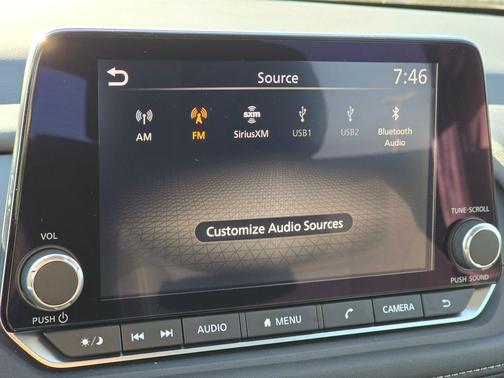 Source
7:46
AM
FM
sxm
SiriusXM
USB1
USB2
Bluetooth
Audio
Customize Audio Sources
VOL
PUSH
TUNE·SCROLL
PUSH SOUND
AUDIO
MENU
CAMERA